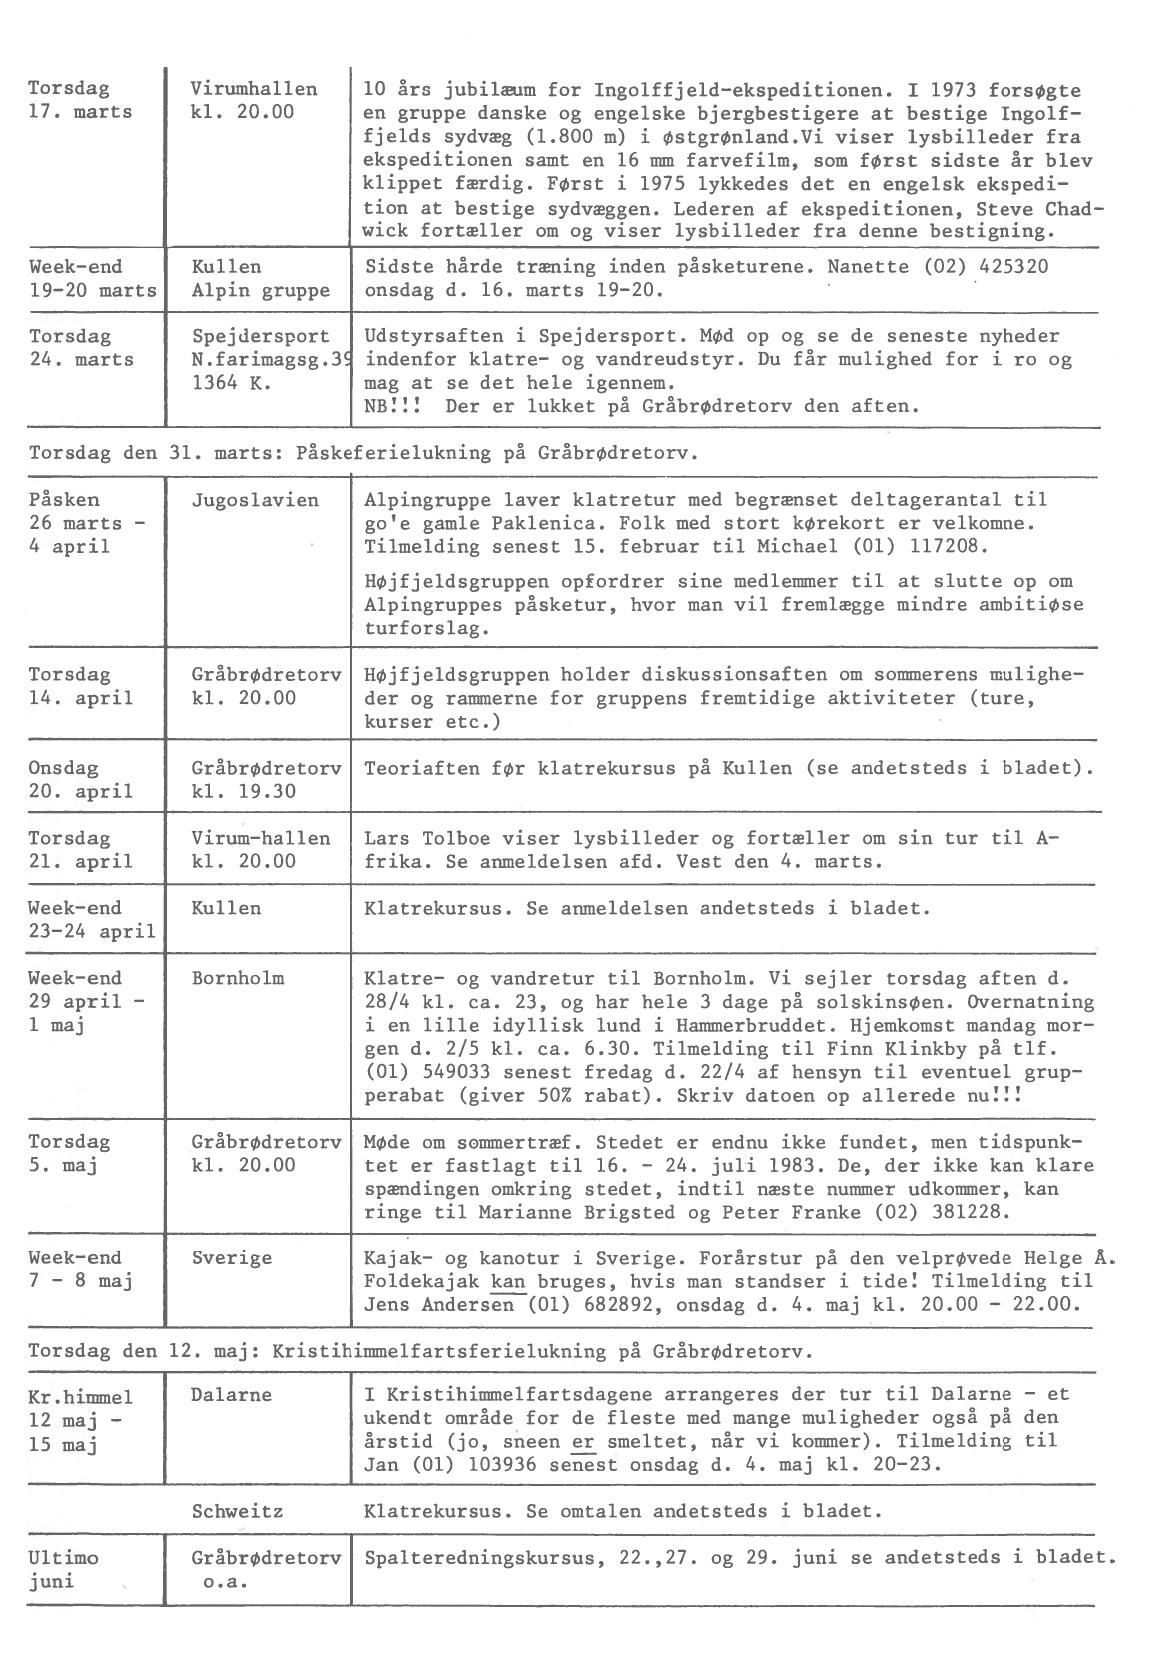 Torsdag
17. marts
Virumhallen
kl. 20.00
10 års jubilæum for Ingolffjeld-ekspeditionen. I 1973 forsøgte
en gruppe danske og engelske bjergbestigere at bestige Ingolf-
fjelds sydvæg (1.800 m) i østgrønland.Vi viser lysbilleder fra
ekspeditionen samt en 16 mm farvefilm, som først sidste år blev
klippet færdig. Først i 1975 lykkedes det en engelsk ekspedi-
tion at bestige sydvæggen. Lederen af ekspeditionen, Steve Chad-
wick fortæller om og viser lysbilleder fra denne bestigning.
Week-end
19-20 marts
Kullen
Alpin gruppe
Sidste hårde træning inden påsketurene. Nanette (02) 425320
onsdag d. 16. marts 19-20.
Torsdag
24. marts
Spejdersport
N.farimagsg.39
1364 K.
Udstyrsaften i Spejdersport. Mød op og se de seneste nyheder
indenfor klatre- og vandreudstyr. Du får mulighed for i ro og
mag at se det hele igennem.
NB!!! Der er lukket på Gråbrødretorv den aften.
Torsdag den 31. marts: Påskeferielukning på Gråbrødretorv.
Påsken
26 marts -
4 april
Jugoslavien
Alpingruppe laver klatretur med begrænset deltagerantal til
go'e gamle Paklenica. Folk med stort kørekort er velkomne.
Tilmelding senest 15. februar til Michael (01) 117208.
Højfjeldsgruppen opfordrer sine medlemmer til at slutte op om
Alpingruppes påsketur, hvor man vil fremlægge mindre ambitiøse
turforslag.
Torsdag
14. april
Gråbrødretorv
kl. 20.00
Højfjeldsgruppen holder diskussionsaften om sommerens mulighe-
der og rammerne for gruppens fremtidige aktiviteter (ture,
kurser etc.)
Onsdag
20. april
Gråbrødretorv
kl. 19.30
Teoriaften før klatrekursus på Kullen (se andetsteds i bladet).
Torsdag
21. april
Virum-hallen
kl. 20.00
Lars Tolboe viser lysbilleder og fortæller om sin tur til A-
frika. Se anmeldelsen afd. Vest den 4. marts.
Week-end
23-24 april
Kullen
Klatrekursus. Se anmeldelsen andetsteds i bladet.
Week-end
29 april -
1 maj
Bornholm
Klatre- og vandretur til Bornholm. Vi sejler torsdag aften d.
28/4 kl. ca. 23, og har hele 3 dage på solskinsøen. Overnatning
i en lille idyllisk lund i Hammerbruddet. Hjemkomst mandag mor-
gen d. 2/5 kl. ca. 6.30. Tilmelding til Finn Klinkby på tlf.
(01) 549033 senest fredag d. 22/4 af hensyn til eventuel grup-
perabat (giver 50% rabat). Skriv datoen op allerede nu!!!
Torsdag
5. maj
Gråbrødretorv
kl. 20.00
Møde om sommertræf. Stedet er endnu ikke fundet, men tidspunk-
tet er fastlagt til 16. - 24. juli 1983. De, der ikke kan klare
spændingen omkring stedet, indtil næste nummer udkommer, kan
ringe til Marianne Brigsted og Peter Franke (02) 381228.
Week-end
7 - 8 maj
Sverige
Kajak- og kanotur i Sverige. Forårstur på den velprøvede Helge Å.
Foldekajak kan bruges, hvis man standser i tide! Tilmelding til
Jens Andersen (01) 682892, onsdag d. 4. maj kl. 20.00 - 22.00.
Torsdag den 12. maj: Kristihimmelfartsferielukning på Gråbrødretorv.
Kr.himmel
12 maj -
15 maj
Dalarne
I Kristihimmelfartsdagene arrangeres der tur til Dalarne - et
ukendt område for de fleste med mange muligheder også på den
årstid (jo, sneen er smeltet, når vi kommer). Tilmelding til
Jan (01) 103936 senest onsdag d. 4. maj kl. 20-23.
Schweitz
Klatrekursus. Se omtalen andetsteds i bladet.
Ultimo
juni
Gråbrødretorv
o.a.
Spalteredningskursus, 22.,27. og 29. juni se andetsteds i bladet.